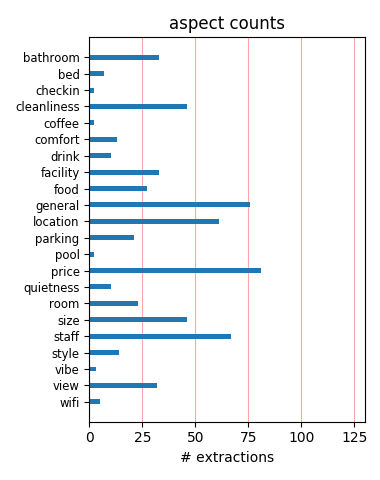 aspect counts
bathroom
bed
checkin
cleanliness
coffee
comfort
drink
facility
food
general
location
parking
pool
price
quietness
room
size
staff
style
vibe
view
wifi
0 25 50 75 100 125
# extractions